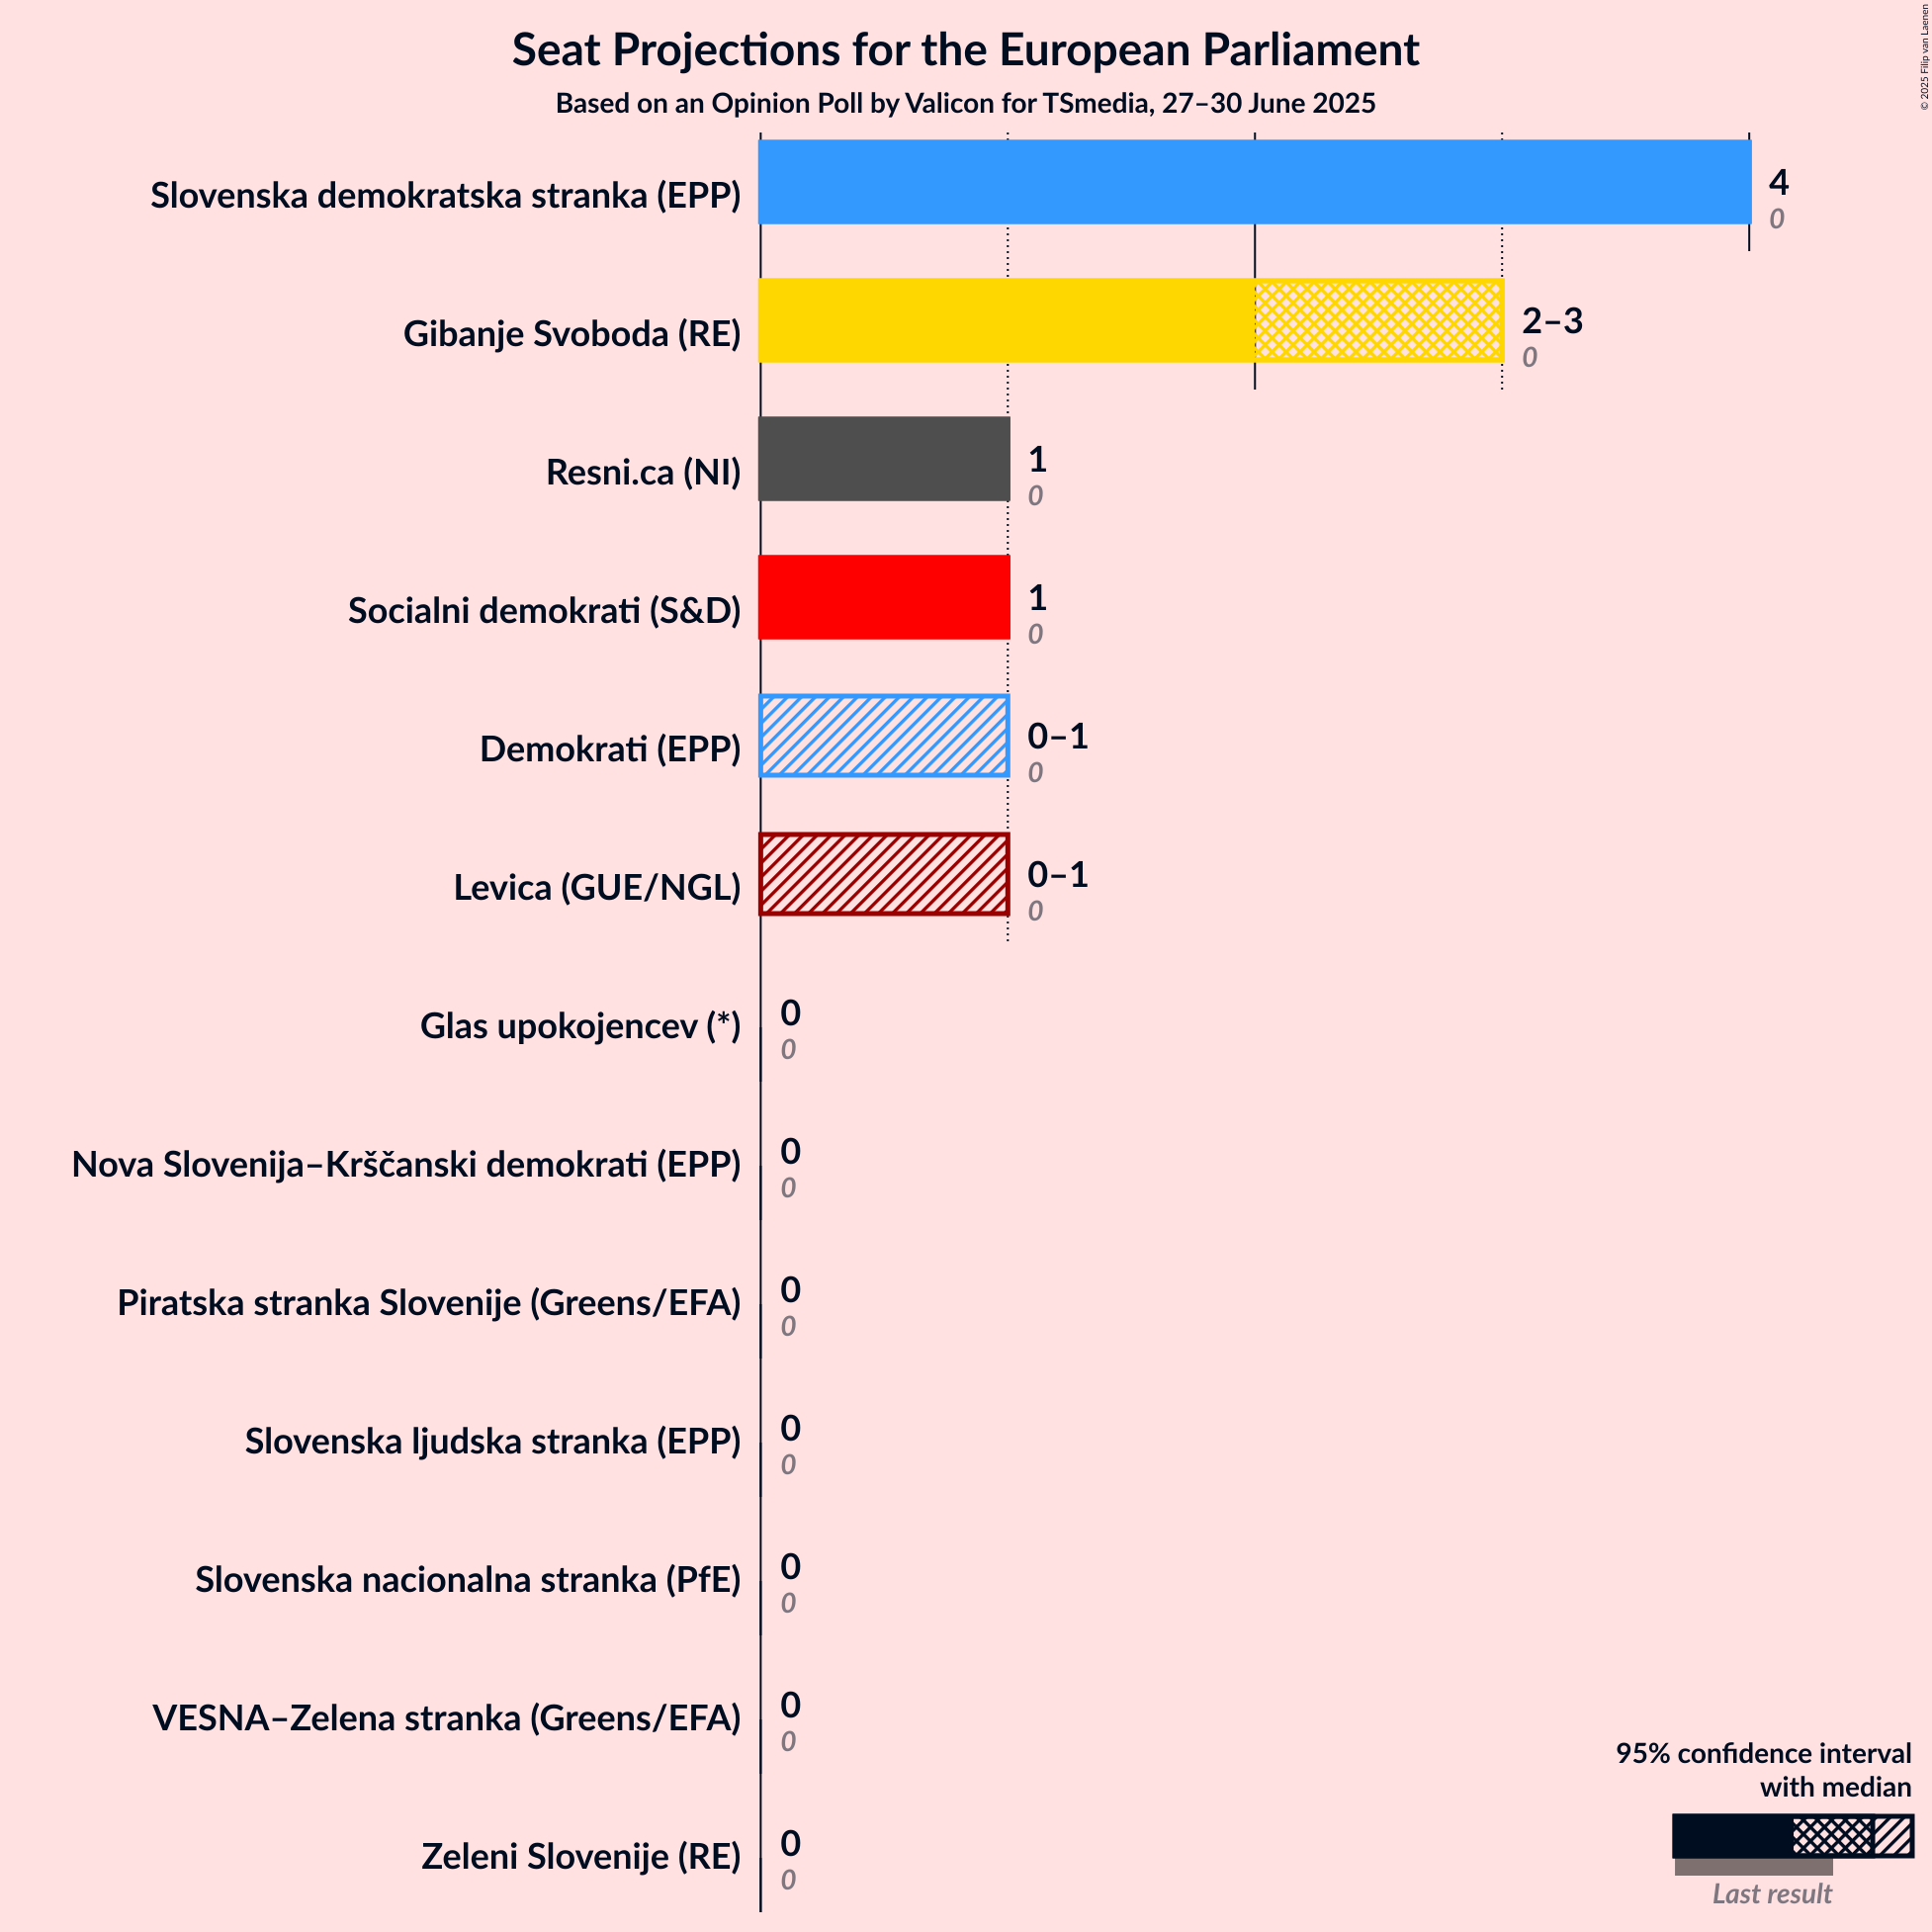 Seat Projections for the European Parliament
Based on an Opinion Poll by Valicon for TSmedia, 27–30 June 2025
© 2025 Filip van Laenen
Slovenska demokratska stranka (EPP)
4
0
Gibanje Svoboda (RE)
2–3
0
Resni.ca (NI)
1
0
Socialni demokrati (S&D)
1
0
Demokrati (EPP)
0–1
0
Levica (GUE/NGL)
0–1
0
Glas upokojencev (*)
0
0
Nova Slovenija–Krščanski demokrati (EPP)
0
0
Piratska stranka Slovenije (Greens/EFA)
0
0
Slovenska ljudska stranka (EPP)
0
0
Slovenska nacionalna stranka (PfE)
0
0
VESNA–Zelena stranka (Greens/EFA)
0
0
Zeleni Slovenije (RE)
0
0
95% confidence interval
with median
Last result